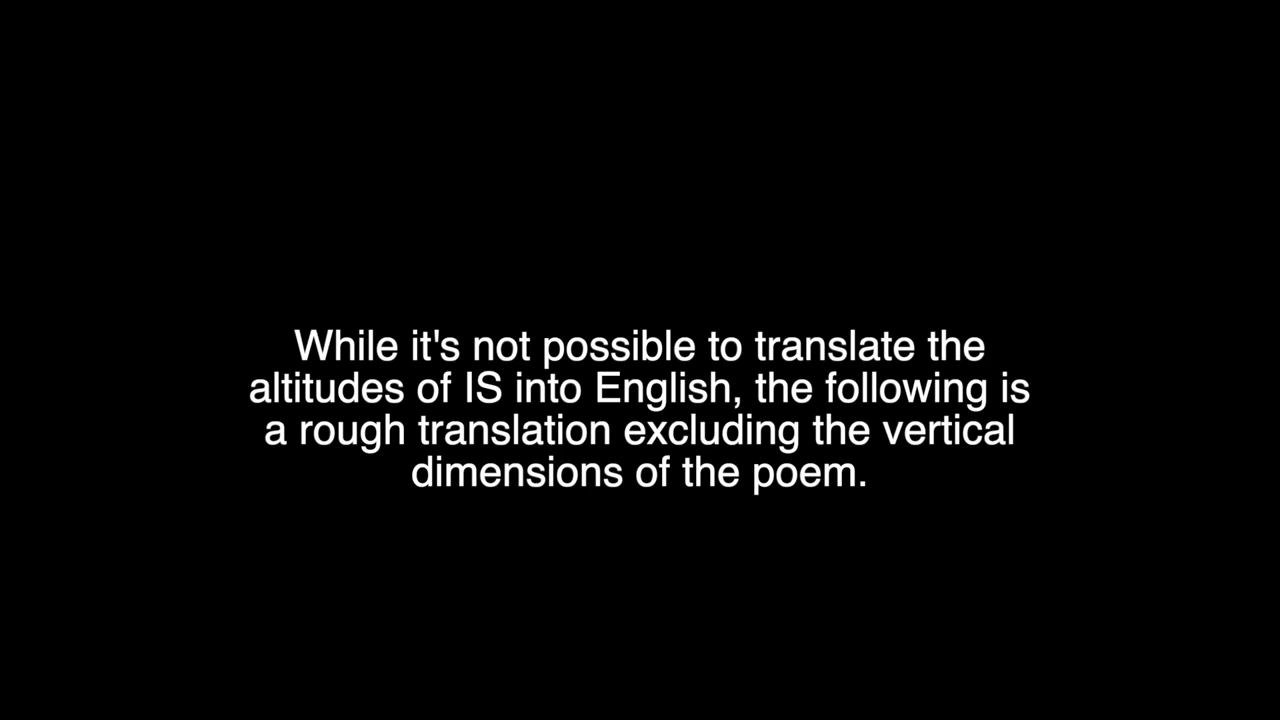 While it's not possible to translate the
altitudes of IS into English, the following is
a rough translation excluding the vertical
dimensions of the poem.